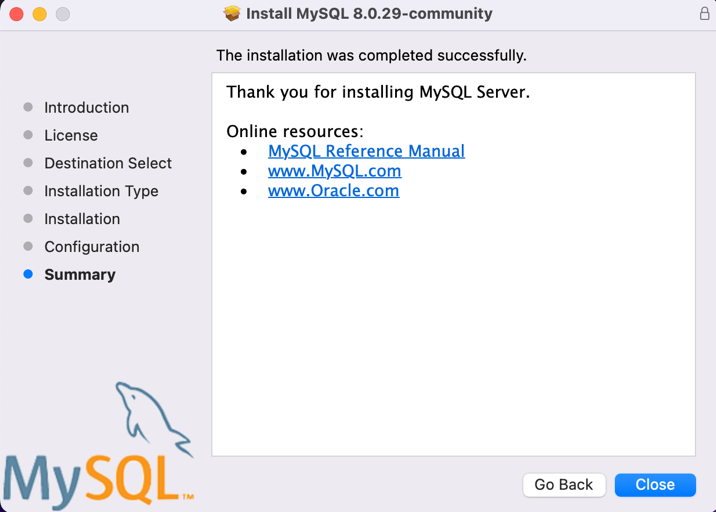 Install MySQL 8.0.29-community
The installation was completed successfully.
Introduction
License
Destination Select
Installation Type
Installation
Configuration
Summary
Thank you for installing MySQL Server.
Online resources:
• MySQL Reference Manual
• www.MySQL.com
• www.Oracle.com
MySQL™
Go Back
Close